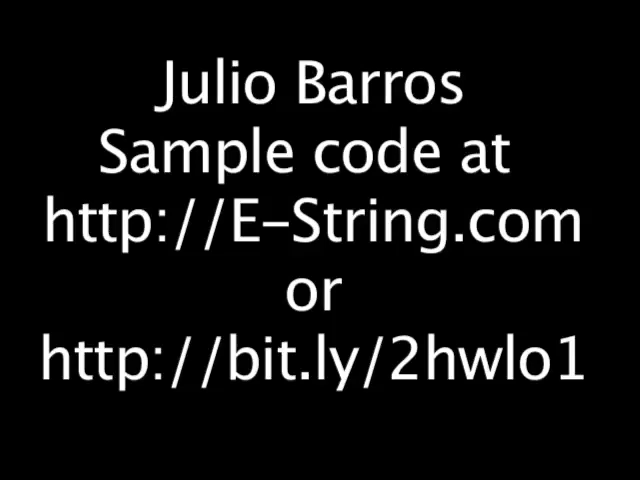 Julio Barros
Sample code at
http://E-String.com
or
http://bit.ly/2hwlo1